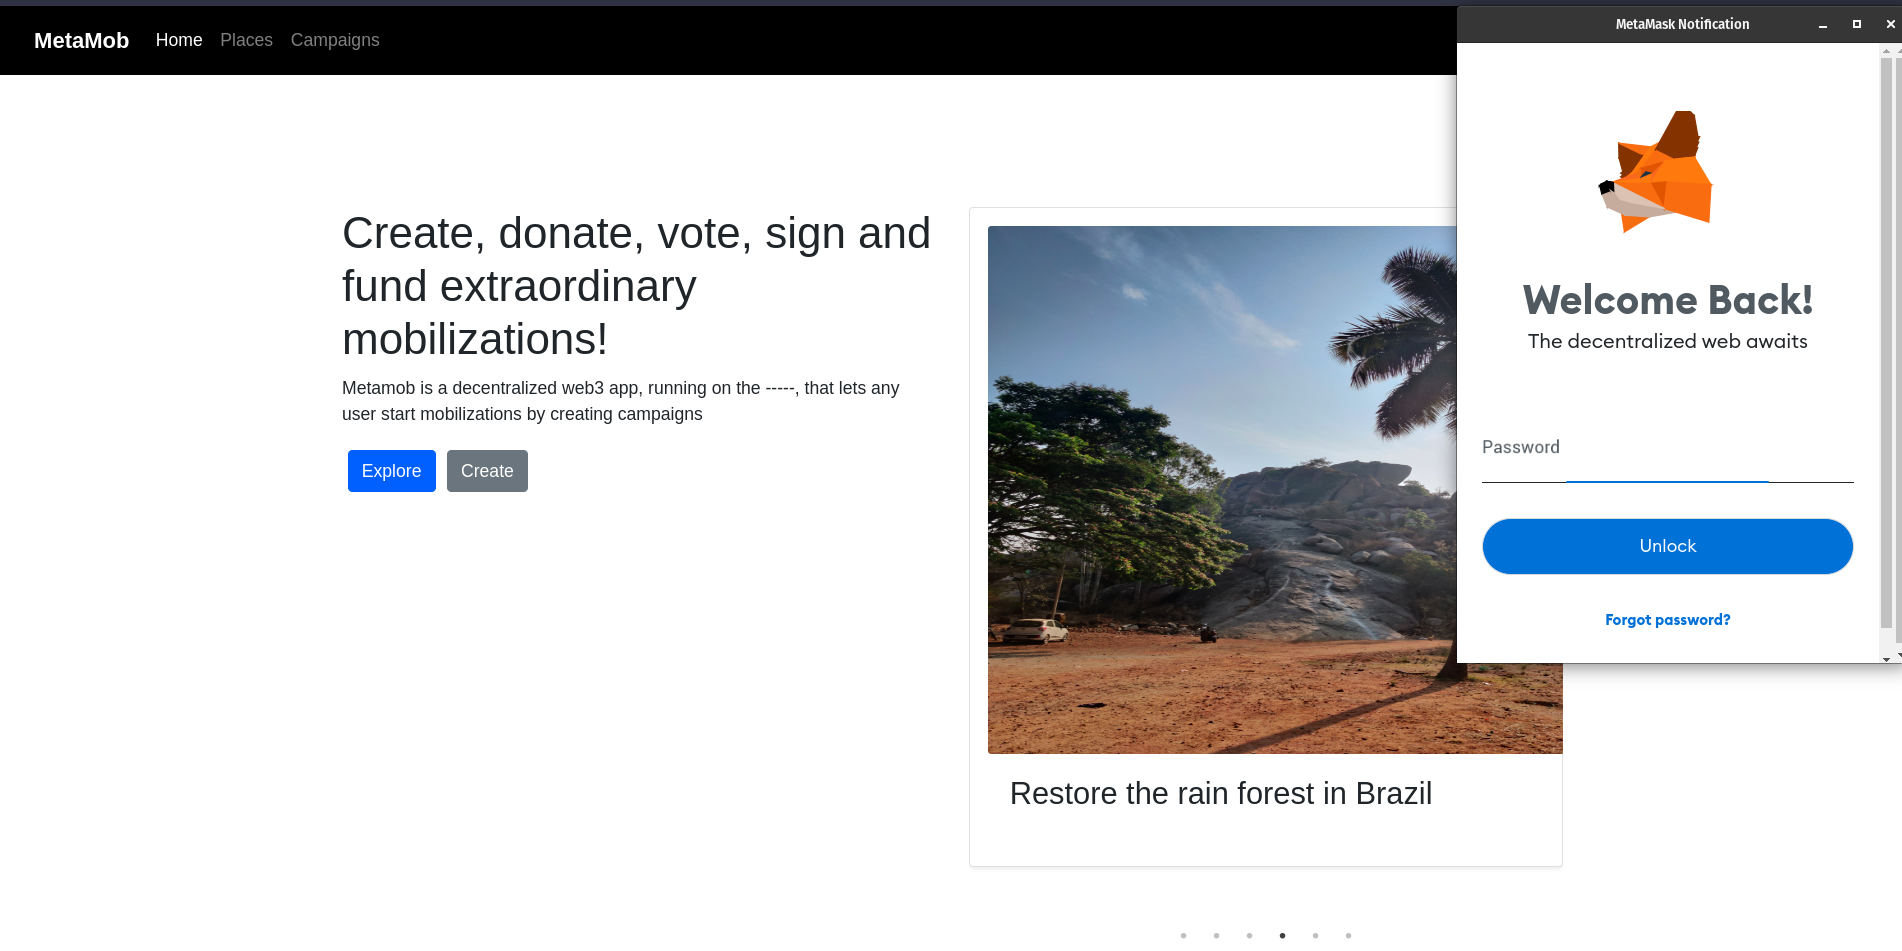 MetaMob Home Places Campaigns
MetaMask Notification
Create, donate, vote, sign and
fund extraordinary
mobilizations!
Metamob is a decentralized web3 app, running on the -----, that lets any
user start mobilizations by creating campaigns
Explore Create
Restore the rain forest in Brazil
Welcome Back!
The decentralized web awaits
Password
Unlock
Forgot password?